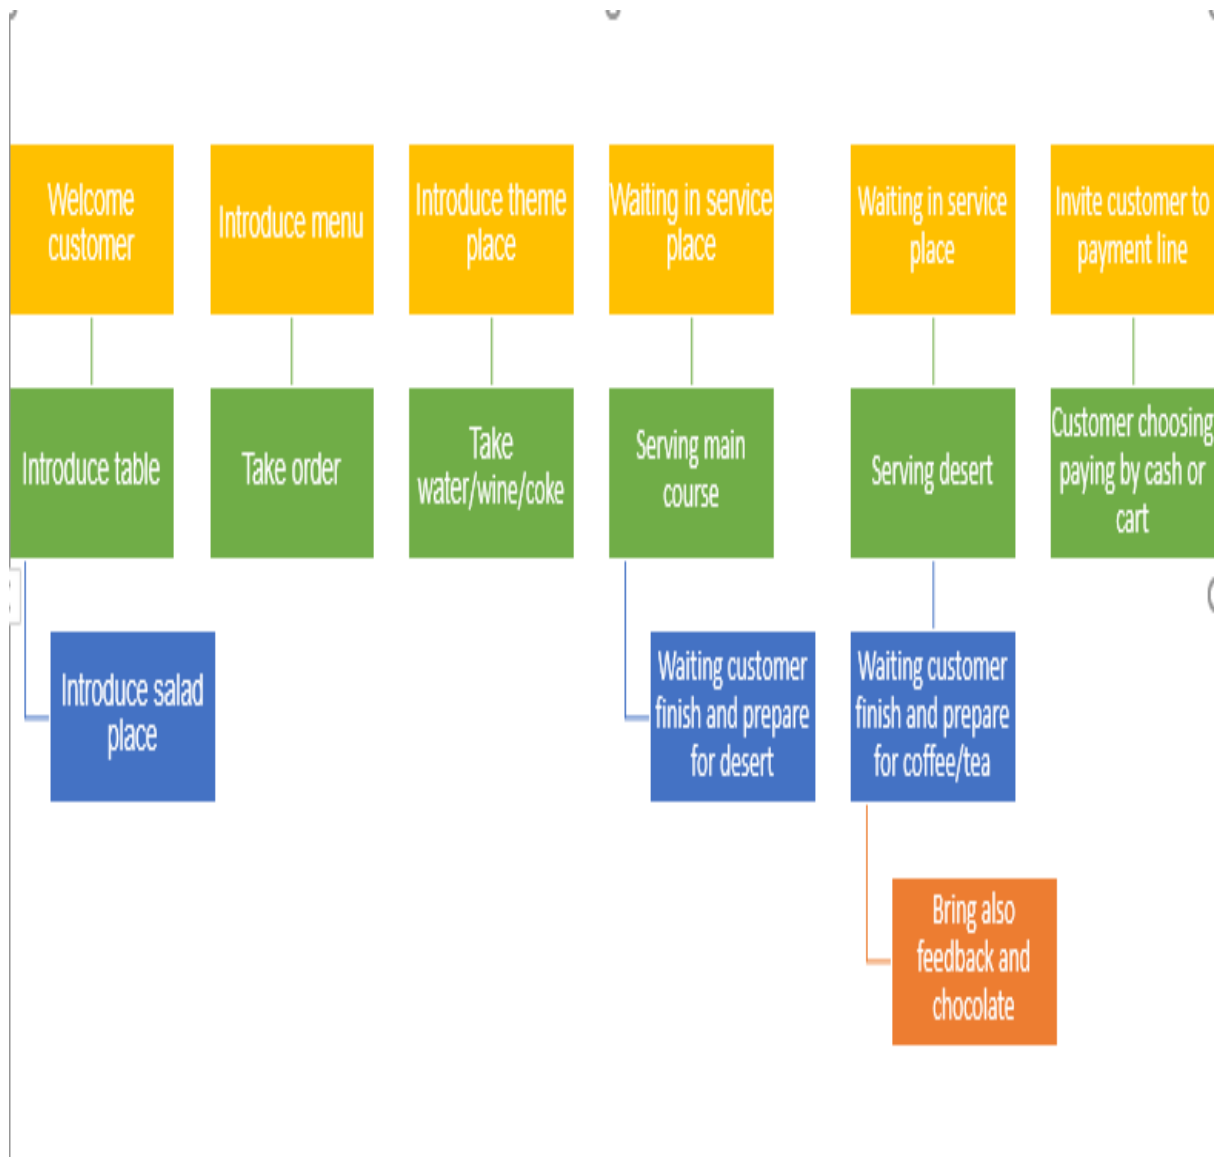 Welcome
customer
Introduce menu
Introduce theme
place
Waiting in service
place
Waiting in service
place
Invite customer to
payment line
Introduce table
Take order
Take
water/wine/coke
Serving main
course
Serving desert
Customer choosing
paying by cash or
cart
Introduce salad
place
Waiting customer
finish and prepare
for desert
Waiting customer
finish and prepare
for coffee/tea
Bring also
feedback and
chocolate